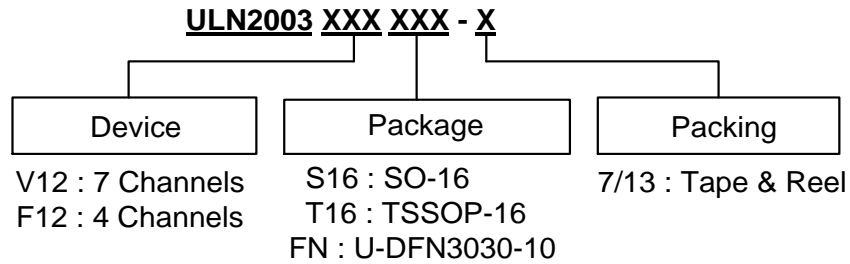 ULN2003 XXX XXX - X
Device
Package
Packing
V12 : 7 Channels
F12 : 4 Channels
S16 : SO-16
T16 : TSSOP-16
FN : U-DFN3030-10
7/13 : Tape & Reel